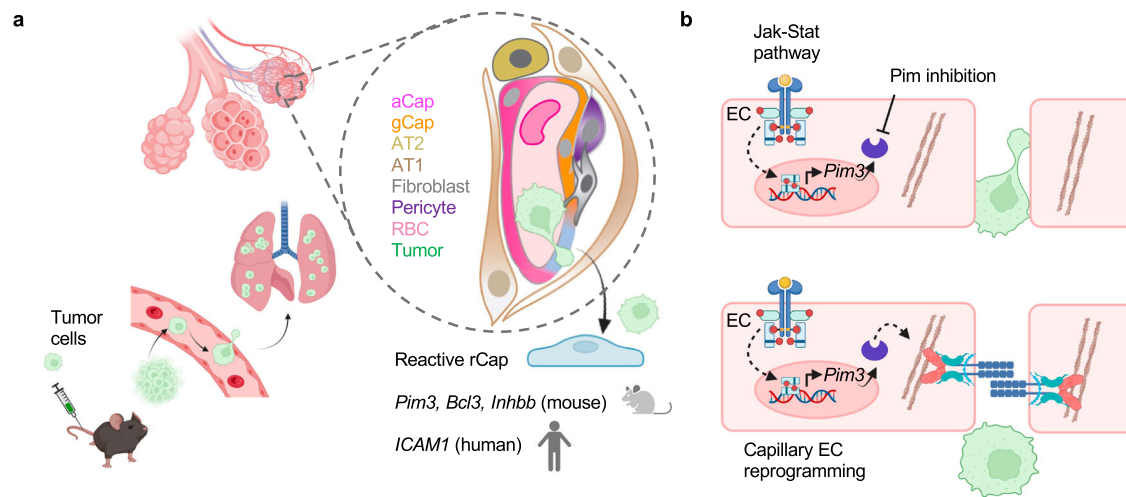 a
aCap
gCap
AT2
AT1
Fibroblast
Pericyte
RBC
Tumor
Tumor
cells
Reactive rCap
Pim3, Bcl3, Inhbb (mouse)
ICAM1 (human)
b
Jak-Stat
pathway
Pim inhibition
EC
Pim3
EC
Pim3
Capillary EC
reprogramming